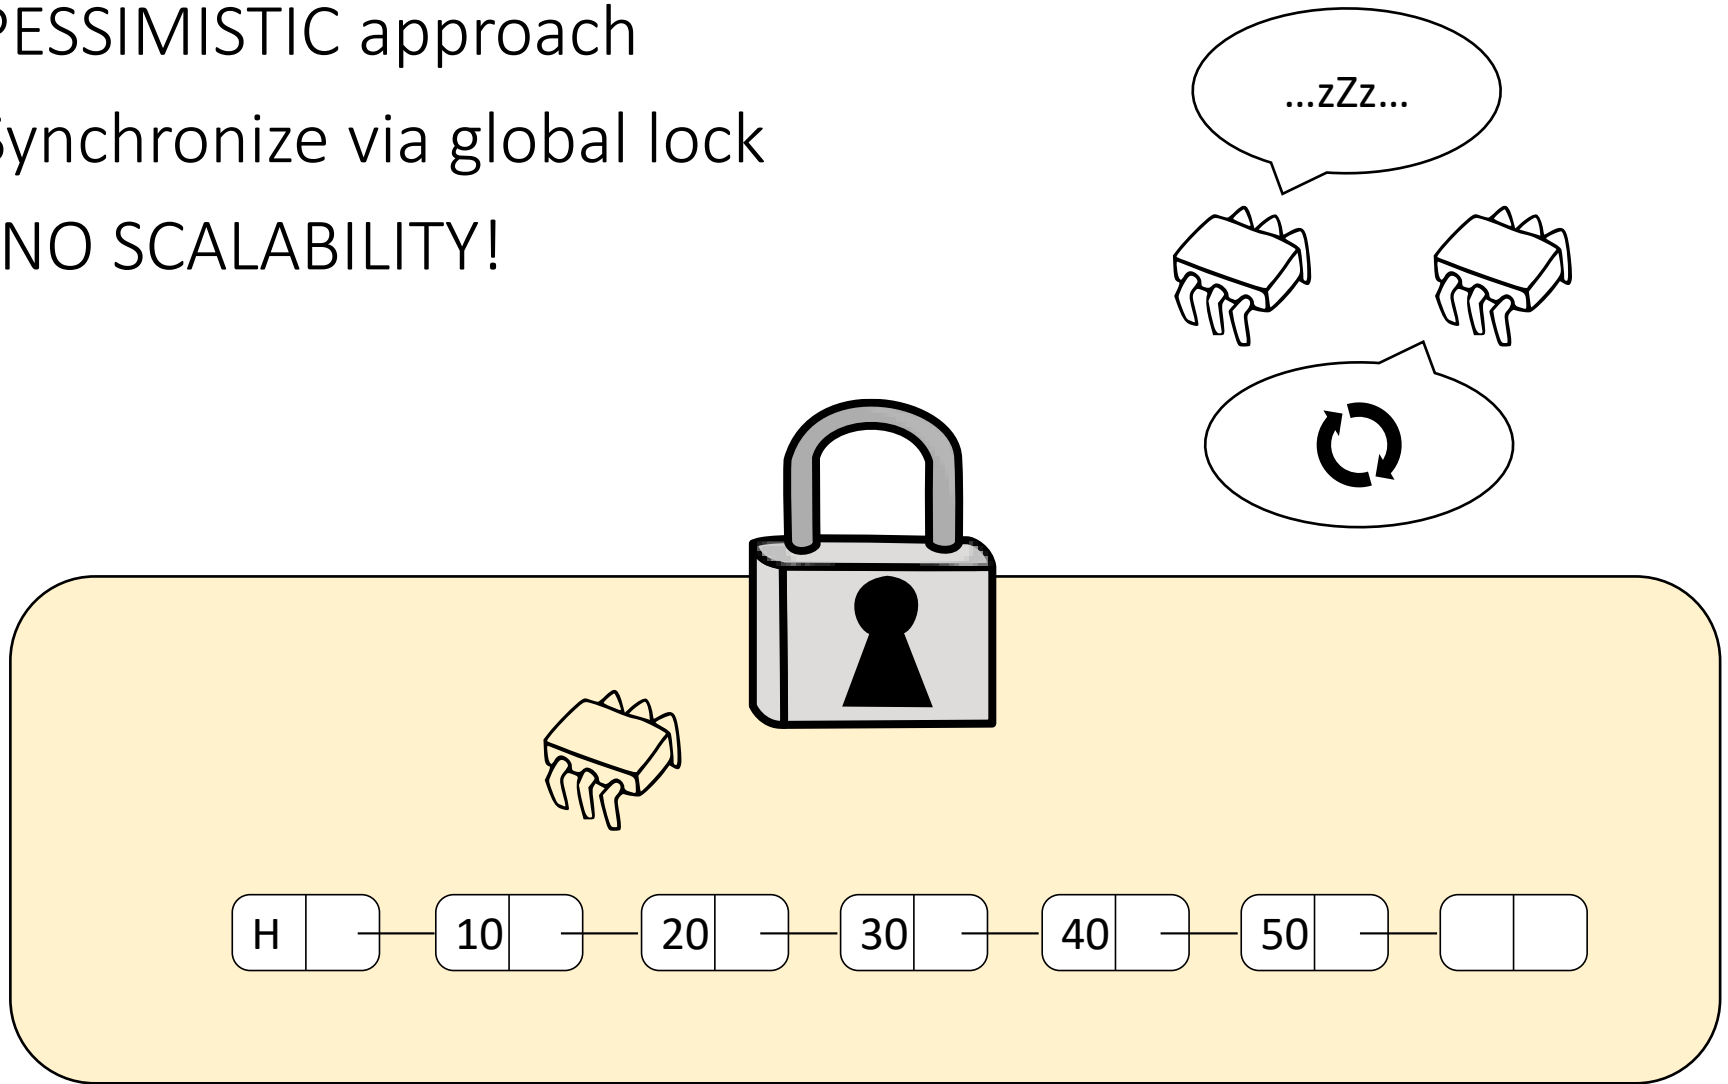 PESSIMISTIC approach
Synchronize via global lock
NO SCALABILITY!
...zZz...
H 10 20 30 40 50